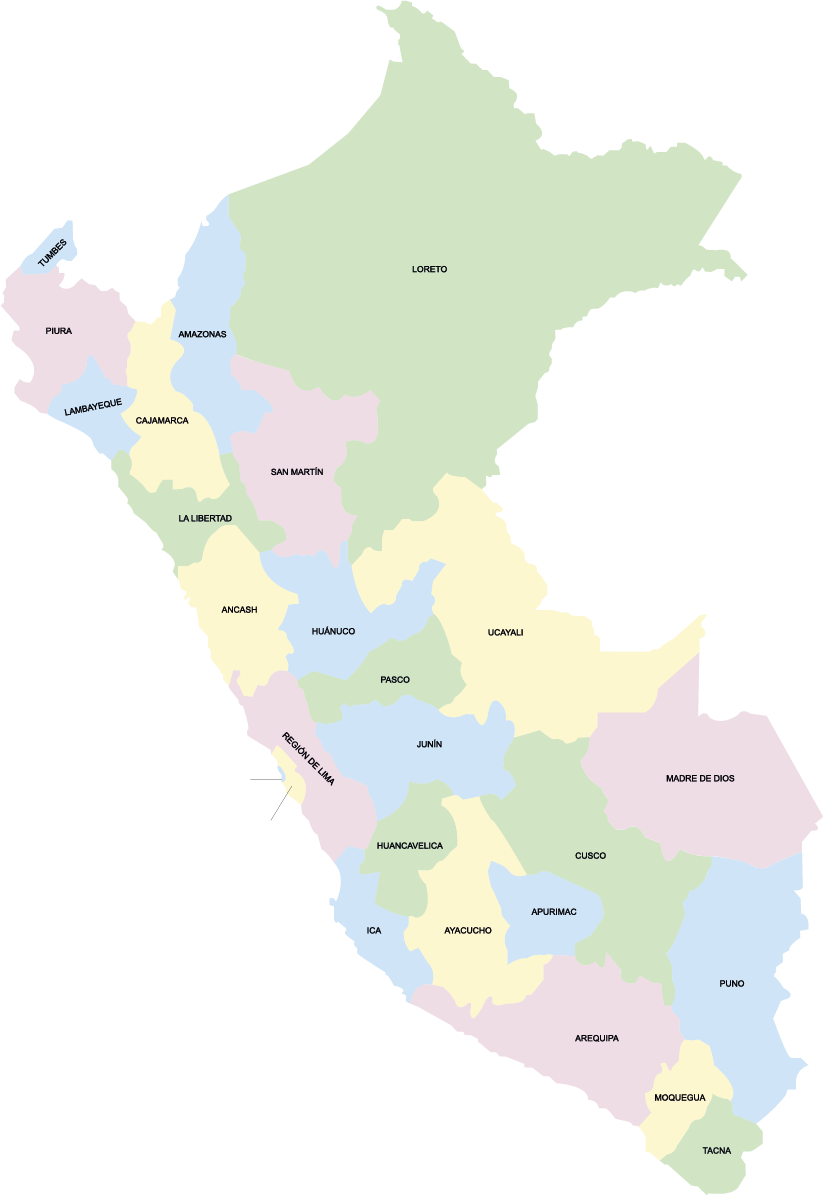 LORETO
TUMBES
PIURA
AMAZONAS
LAMBAYEQUE
CAJAMARCA
SAN MARTÍN
LA LIBERTAD
ANCASH
HUÁNUCO
UCAYALI
PASCO
JUNÍN
REGIÓN DE LIMA
MADRE DE DIOS
HUANCAVELICA
CUSCO
APURIMAC
ICA
AYACUCHO
PUNO
AREQUIPA
MOQUEGUA
TACNA